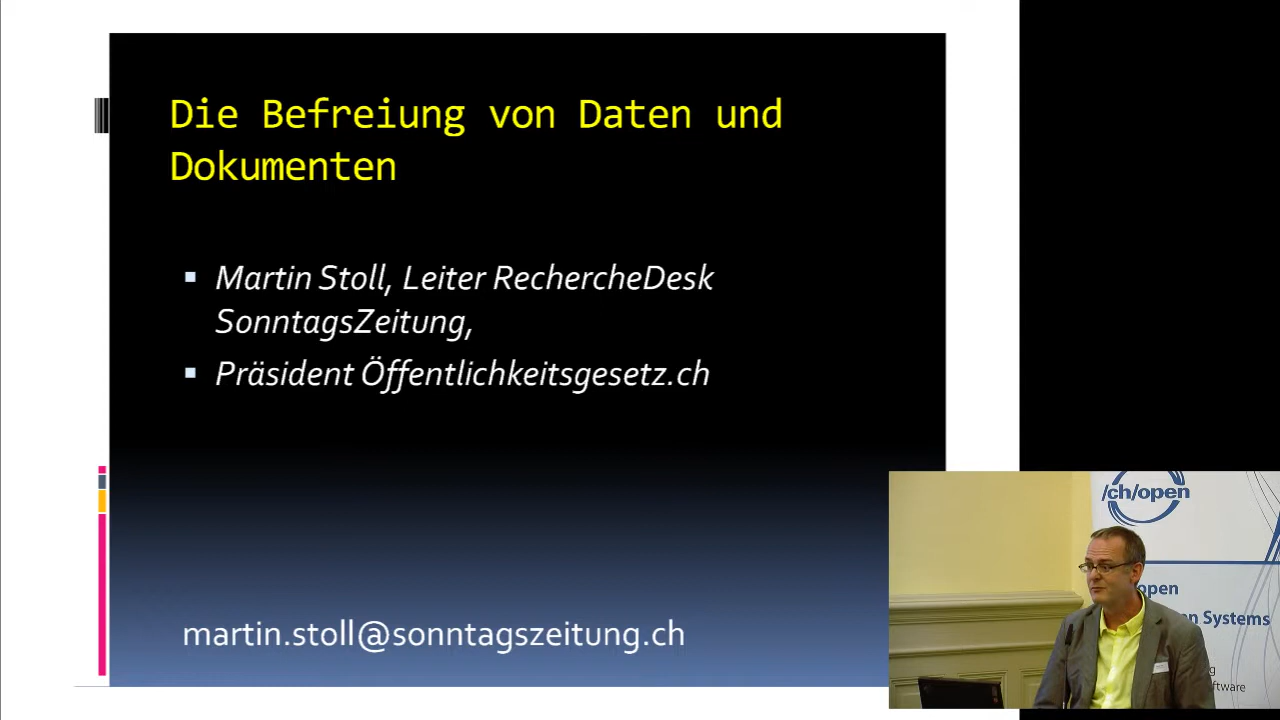 Die Befreiung von Daten und
Dokumenten
Martin Stoll, Leiter RechercheDesk
SonntagsZeitung,
Präsident Öffentlichkeitsgesetz.ch
martin.stoll@sonntagszeitung.ch
/ch/open
open
Systems